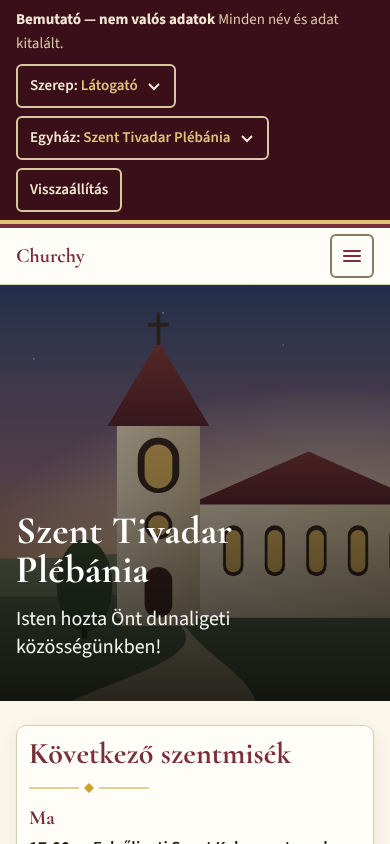 Bemutató — nem valós adatok Minden név és adat
kitalált.
Szerep: Látogató
Egyház: Szent Tivadar Plébánia
Visszaállítás
Churchy
Szent Tivadar
Plébánia
Isten hozta Önt dunaligeti
közösségünkben!
Következő szentmisék
Ma